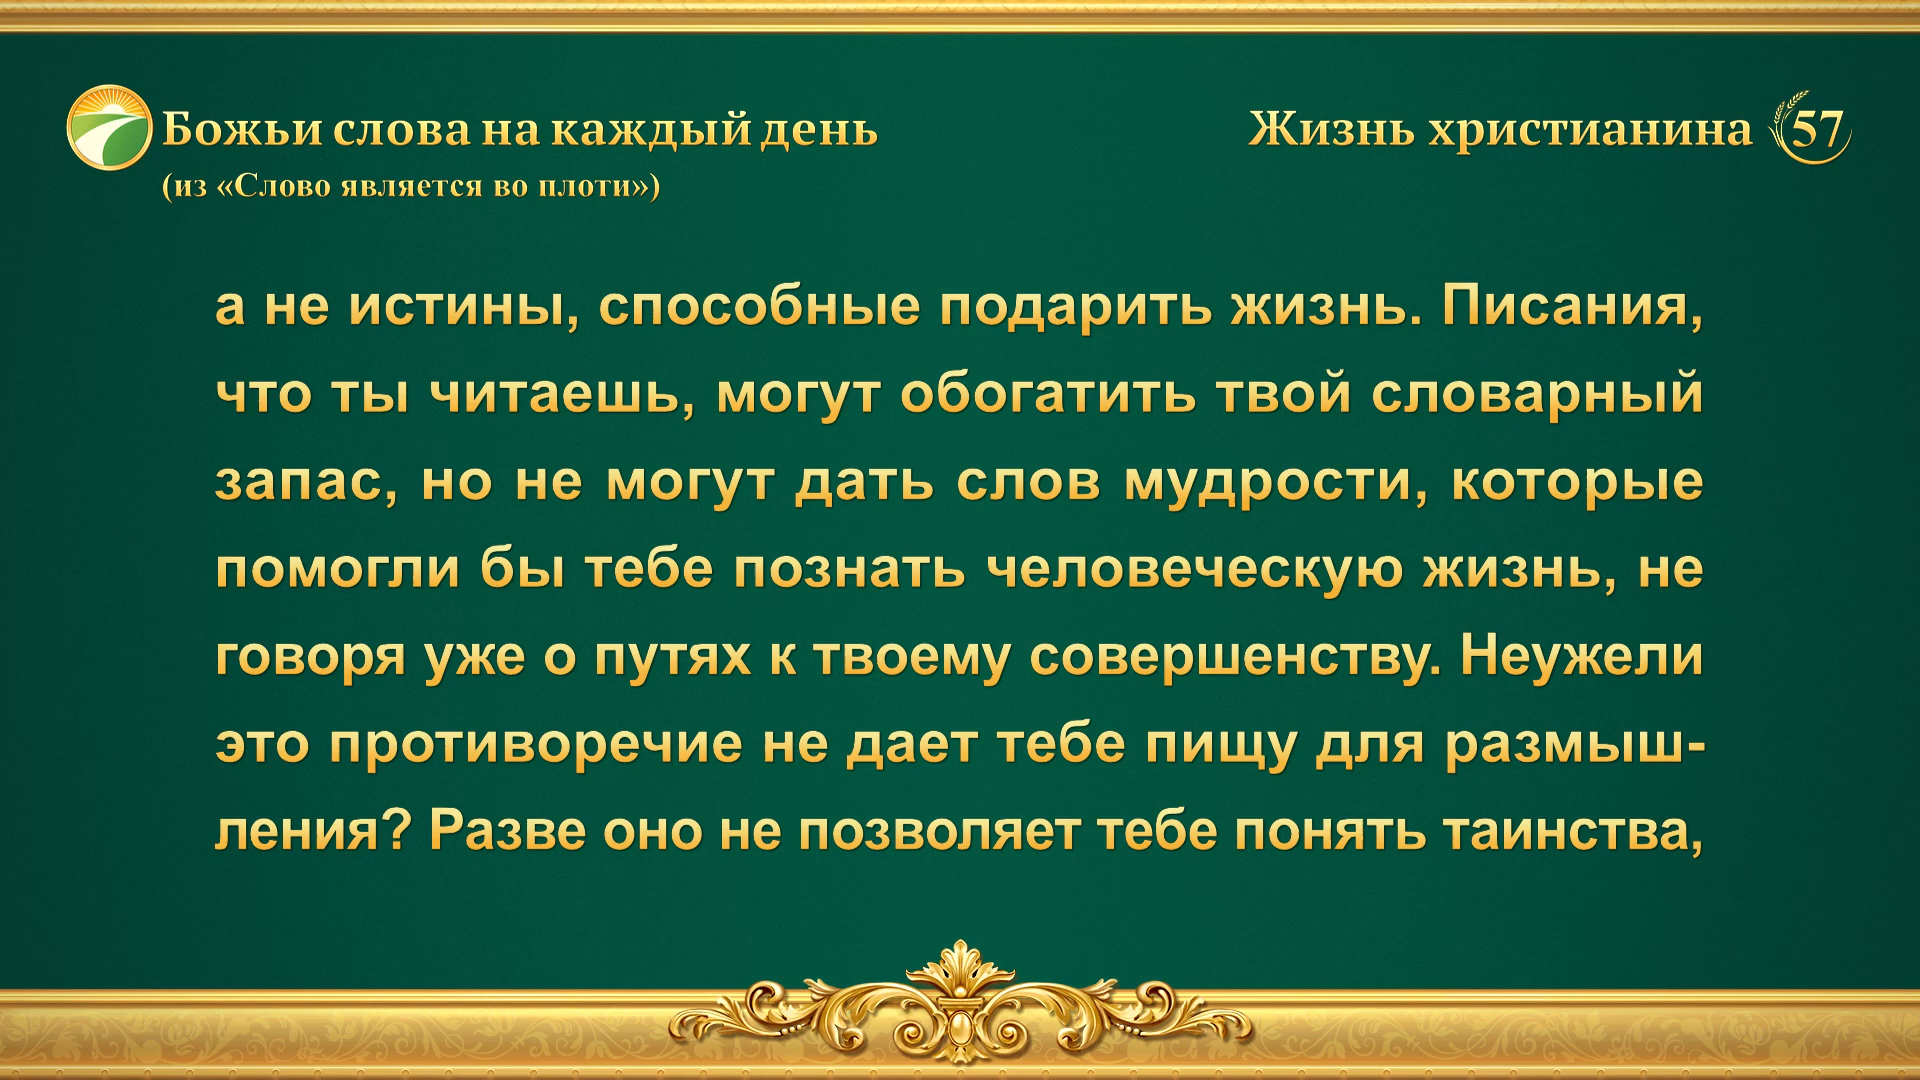 Божьи слова на каждый день
(из «Слово является во плоти»)
Жизнь христианина 57
а не истины, способные подарить жизнь. Писания,
что ты читаешь, могут обогатить твой словарный
запас, но не могут дать слов мудрости, которые
помогли бы тебе познать человеческую жизнь, не
говоря уже о путях к твоему совершенству. Неужели
это противоречие не дает тебе пищу для размыш-
ления? Разве оно не позволяет тебе понять таинства,